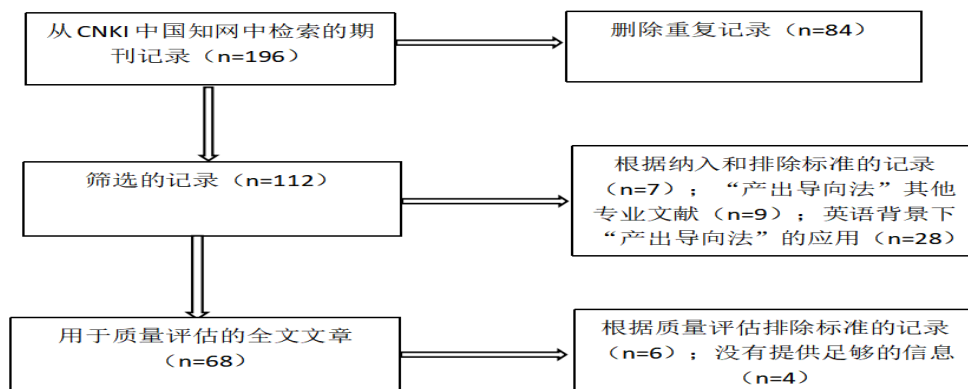 从CNKI中国知网中检索的期
刊记录（n=196）
删除重复记录（n=84）
筛选的记录（n=112）
根据纳入和排除标准的记录
（n=7）；“产出导向法”其他
专业文献（n=9）；英语背景下
“产出导向法”的应用（n=28）
用于质量评估的全文文章
（n=68）
根据质量评估排除标准的记录
（n=6）；没有提供足够的信息
（n=4）